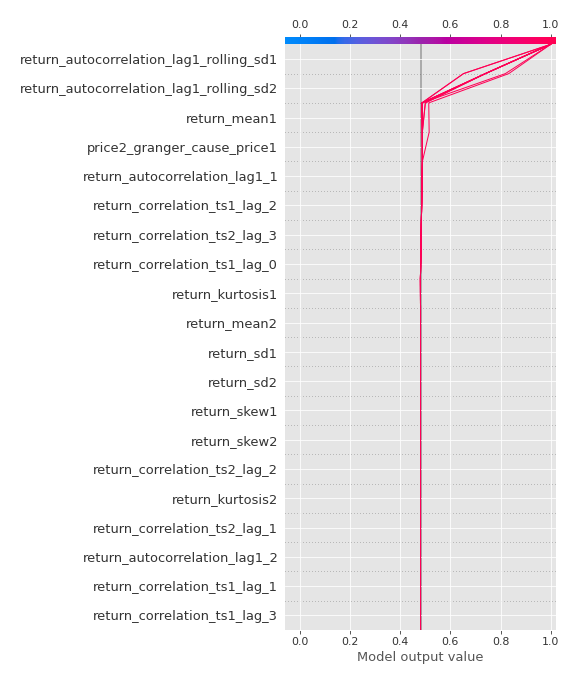 0.0 0.2 0.4 0.6 0.8 1.0
return_autocorrelation_lag1_rolling_sd1
return_autocorrelation_lag1_rolling_sd2
return_mean1
price2_granger_cause_price1
return_autocorrelation_lag1_1
return_correlation_ts1_lag_2
return_correlation_ts2_lag_3
return_correlation_ts1_lag_0
return_kurtosis1
return_mean2
return_sd1
return_sd2
return_skew1
return_skew2
return_correlation_ts2_lag_2
return_kurtosis2
return_correlation_ts2_lag_1
return_autocorrelation_lag1_2
return_correlation_ts1_lag_1
return_correlation_ts1_lag_3
0.0 0.2 0.4 0.6 0.8 1.0
Model output value